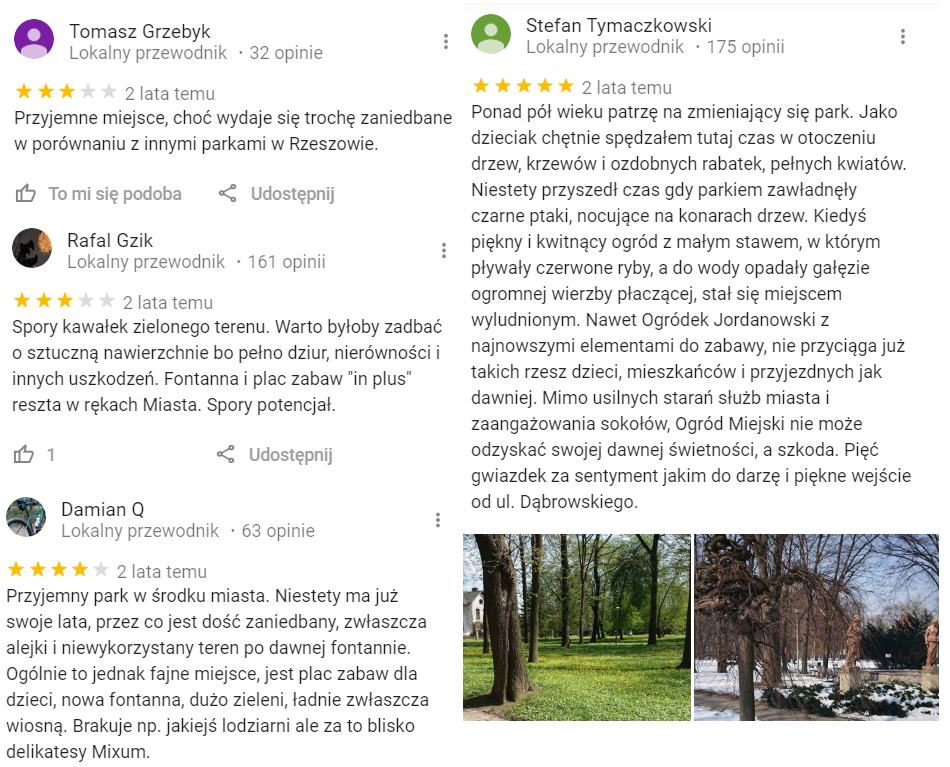 Tomasz Grzebyk
Lokalny przewodnik · 32 opinie
2 lata temu
Przyjemne miejsce, choć wydaje się trochę zaniedbane
w porównaniu z innymi parkami w Rzeszowie.
To mi się podoba
Udostępnij
Rafal Gzik
Lokalny przewodnik · 161 opinii
2 lata temu
Spory kawałek zielonego terenu. Warto byłoby zadbać
o sztuczną nawierzchnie bo pełno dziur, nierówności i
innych uszkodzeń. Fontanna i plac zabaw "in plus"
reszta w rękach Miasta. Spory potencjał.
1
Udostępnij
Damian Q
Lokalny przewodnik · 63 opinie
2 lata temu
Przyjemny park w środku miasta. Niestety ma już
swoje lata, przez co jest dość zaniedbany, zwłaszcza
alejki i niewykorzystany teren po dawnej fontannie.
Ogólnie to jednak fajne miejsce, jest plac zabaw dla
dzieci, nowa fontanna, dużo zieleni, ładnie zwłaszcza
wiosną. Brakuje np. jakiejś lodziarni ale za to blisko
delikatesy Mixum.
Stefan Tymaczkowski
Lokalny przewodnik · 175 opinii
2 lata temu
Ponad pół wieku patrzę na zmieniający się park. Jako
dzieciak chętnie spędzałem tutaj czas w otoczeniu
drzew, krzewów i ozdobnych rabatek, pełnych kwiatów.
Niestety przyszedł czas gdy parkiem zawładnęły
czarne ptaki, nocujące na konarach drzew. Kiedyś
piękny i kwitnący ogród z małym stawem, w którym
pływały czerwone ryby, a do wody opadały gałęzie
ogromnej wierzby płaczącej, stał się miejscem
wyludnionym. Nawet Ogródek Jordanowski z
najnowszymi elementami do zabawy, nie przyciąga już
takich rzesz dzieci, mieszkańców i przyjezdnych jak
dawniej. Mimo usilnych starań służb miasta i
zaangażowania sokołów, Ogród Miejski nie może
odzyskać swojej dawnej świetności, a szkoda. Pięć
gwiazdek za sentyment jakim do darzę i piękne wejście
od ul. Dąbrowskiego.